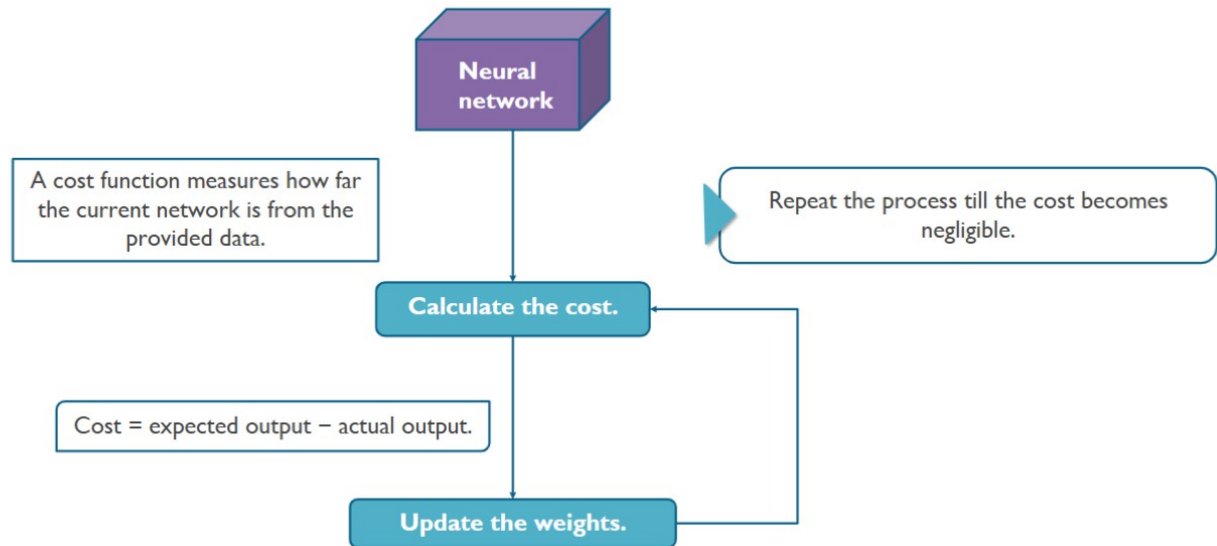 Neural
network
A cost function measures how far
the current network is from the
provided data.
Repeat the process till the cost becomes
negligible.
Calculate the cost.
Cost = expected output − actual output.
Update the weights.